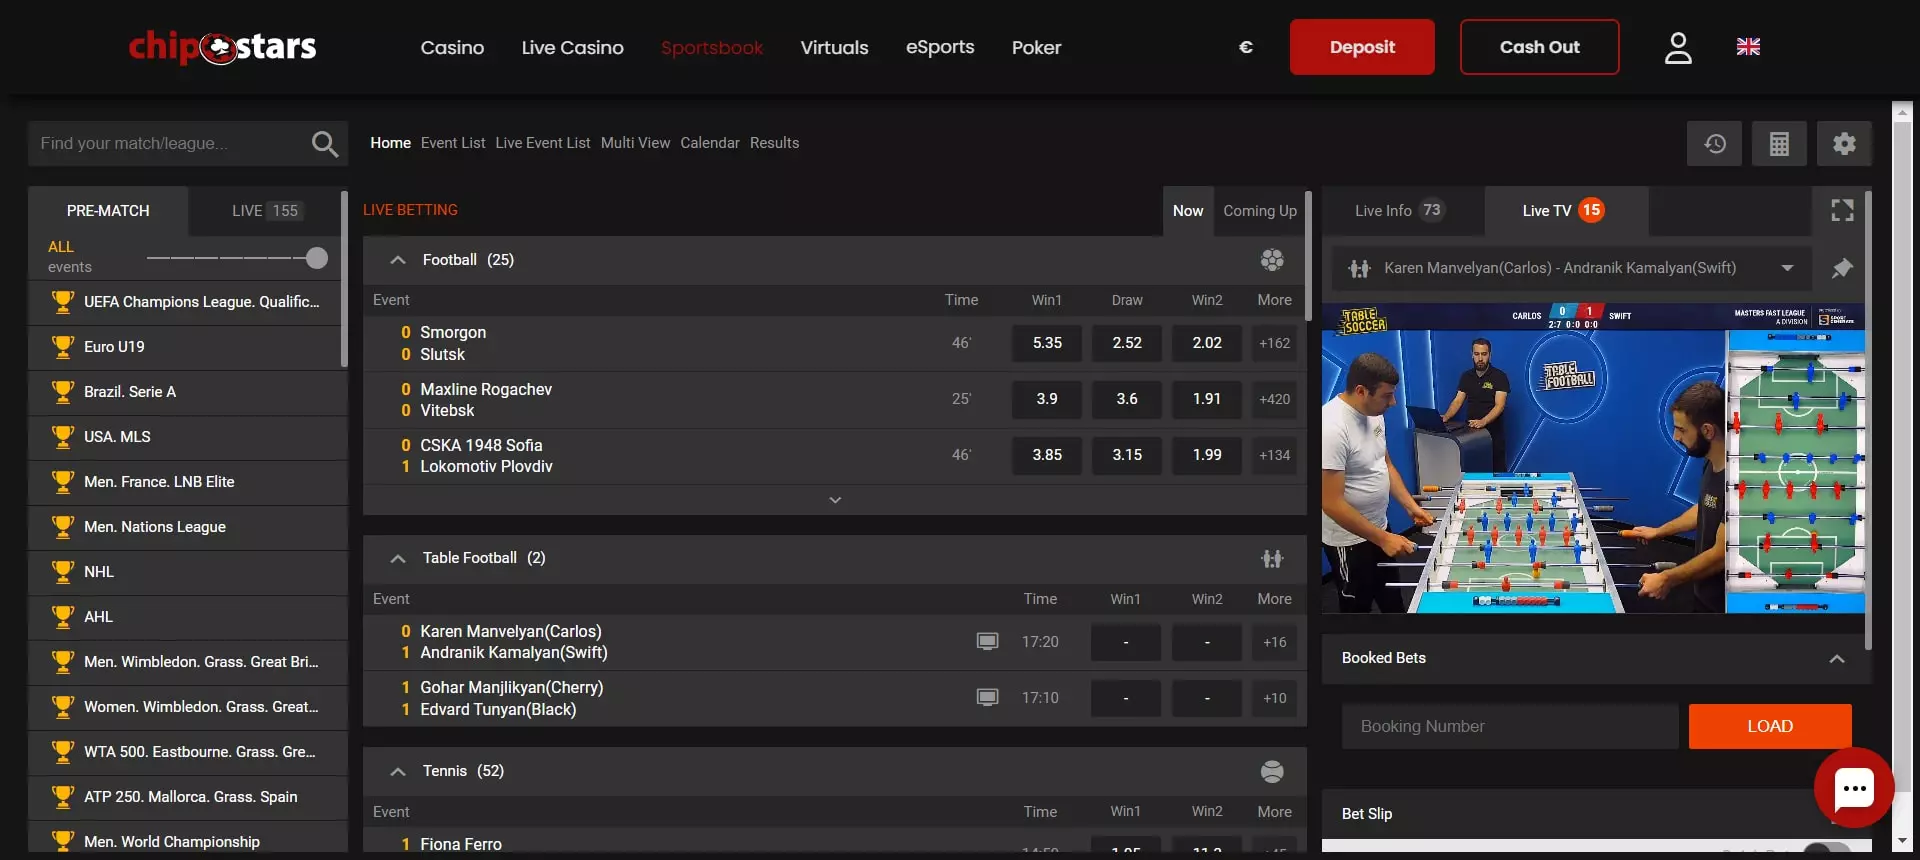 chipstars
Casino Live Casino Sportsbook Virtuals eSports Poker
€ Deposit Cash Out
Find your match/league...
Home Event List Live Event List Multi View Calendar Results
PRE-MATCH LIVE 155
ALL
events
UEFA Champions League. Qualific...
Euro U19
Brazil. Serie A
USA. MLS
Men. France. LNB Elite
Men. Nations League
NHL
AHL
Men. Wimbledon. Grass. Great Bri...
Women. Wimbledon. Grass. Great...
WTA 500. Eastbourne. Grass. Gre...
ATP 250. Mallorca. Grass. Spain
Men. World Championship
LIVE BETTING Now Coming Up
Football (25)
Event Time Win1 Draw Win2 More
0 Smorgon
0 Slutsk
46' 5.35 2.52 2.02 +162
0 Maxline Rogachev
0 Vitebsk
25' 3.9 3.6 1.91 +420
0 CSKA 1948 Sofia
1 Lokomotiv Plovdiv
46' 3.85 3.15 1.99 +134
Table Football (2)
Event Time Win1 Win2 More
0 Karen Manvelyan(Carlos)
1 Andranik Kamalyan(Swift)
17:20 - - +16
1 Gohar Manjlikyan(Cherry)
1 Edvard Tunyan(Black)
17:10 - - +10
Tennis (52)
Event Time Win1 Win2 More
1 Fiona Ferro
Live Info 73 Live TV 15
Karen Manvelyan(Carlos) - Andranik Kamalyan(Swift)
TABLE SOCCER
CARLOS 0 1 SWIFT
2:7 0:0 0:0
MASTERS FAST LEAGUE
A DIVISION
TABLE FOOTBALL
Booked Bets
Booking Number LOAD
Bet Slip